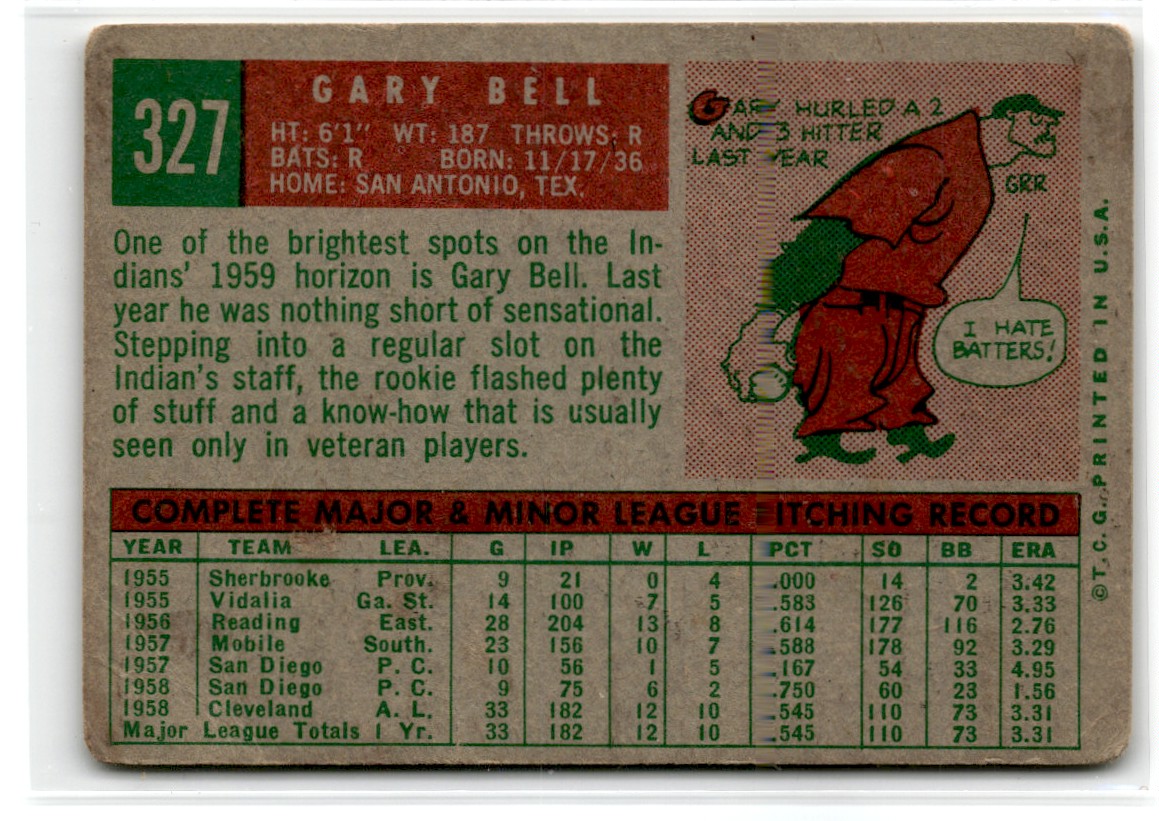 327
GARY BELL
HT: 6'1" WT: 187 THROWS: R
BATS: R BORN: 11/17/36
HOME: SAN ANTONIO, TEX.
GARY HURLED A 2
AND 3 HITTER
LAST YEAR
GRR
I HATE
BATTERS!
One of the brightest spots on the In-
dians' 1959 horizon is Gary Bell. Last
year he was nothing short of sensational.
Stepping into a regular slot on the
Indian's staff, the rookie flashed plenty
of stuff and a know-how that is usually
seen only in veteran players.
COMPLETE MAJOR & MINOR LEAGUE PITCHING RECORD
YEAR TEAM LEA. G IP W L PCT SO BB ERA
1955 Sherbrooke Prov. 9 21 0 4 .000 14 2 3.42
1955 Vidalia Ga. St. 14 100 7 5 .583 126 70 3.33
1956 Reading East. 28 204 13 8 .614 177 116 2.76
1957 Mobile South. 23 156 10 7 .588 178 92 3.29
1957 San Diego P. C. 10 56 1 5 .167 54 33 4.95
1958 San Diego P. C. 9 75 6 2 .750 60 23 1.56
1958 Cleveland A. L. 33 182 12 10 .545 110 73 3.31
Major League Totals 1 Yr. 33 182 12 10 .545 110 73 3.31
©T. C. G. PRINTED IN U.S.A.